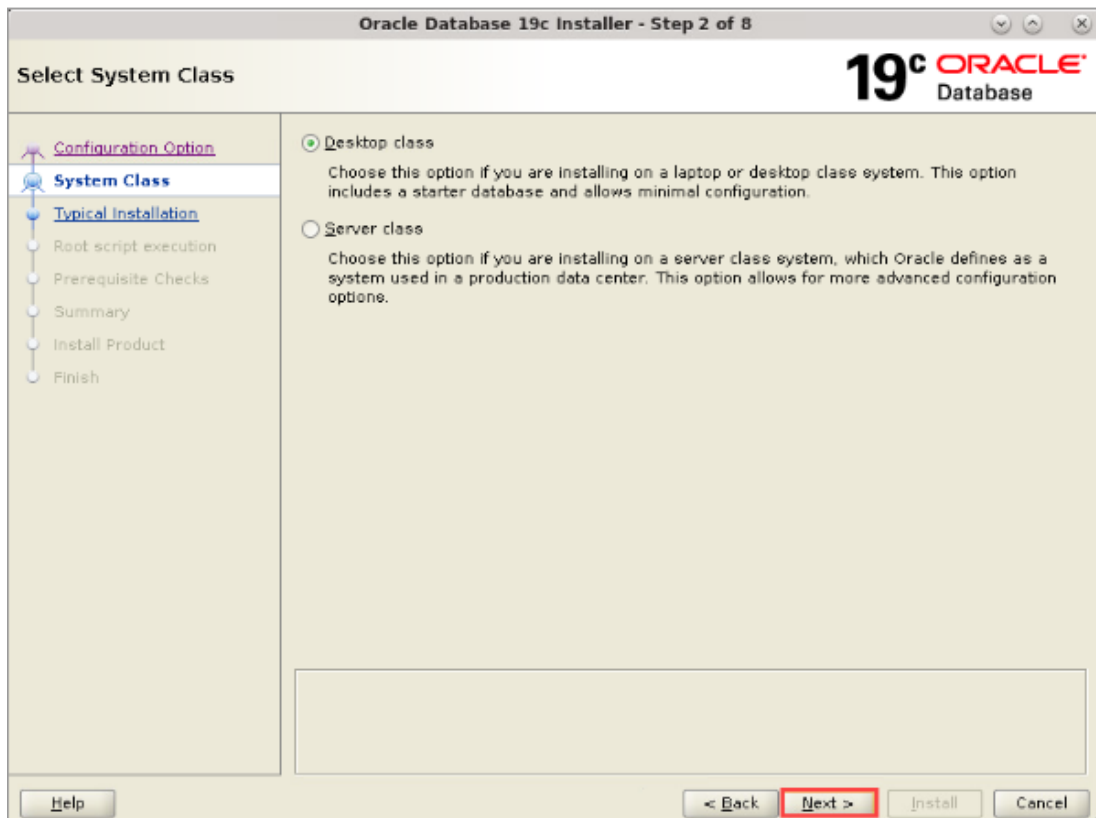 Oracle Database 19c Installer - Step 2 of 8
Select System Class
19c ORACLE
Database
Configuration Option
System Class
Typical Installation
Root script execution
Prerequisite Checks
Summary
Install Product
Finish
Desktop class
Choose this option if you are installing on a laptop or desktop class system. This option
includes a starter database and allows minimal configuration.
Server class
Choose this option if you are installing on a server class system, which Oracle defines as a
system used in a production data center. This option allows for more advanced configuration
options.
Help
< Back Next > Install Cancel